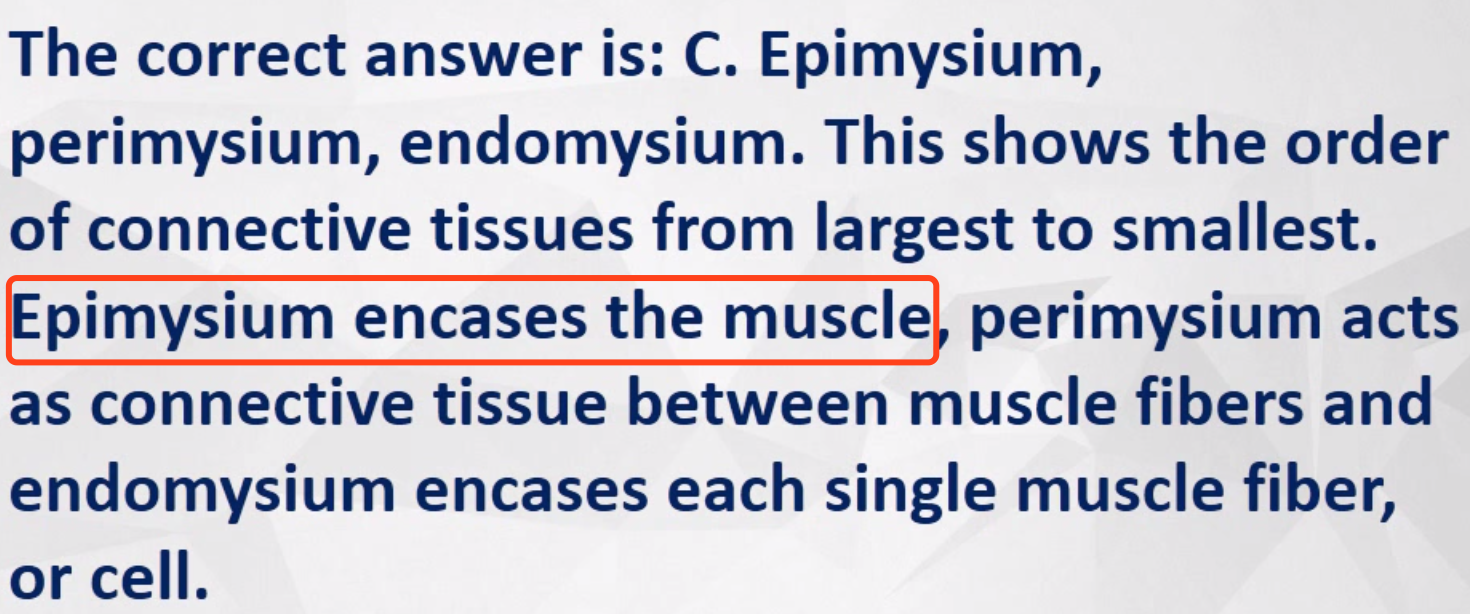 The correct answer is: C. Epimysium,
perimysium, endomysium. This shows the order
of connective tissues from largest to smallest.
Epimysium encases the muscle, perimysium acts
as connective tissue between muscle fibers and
endomysium encases each single muscle fiber,
or cell.